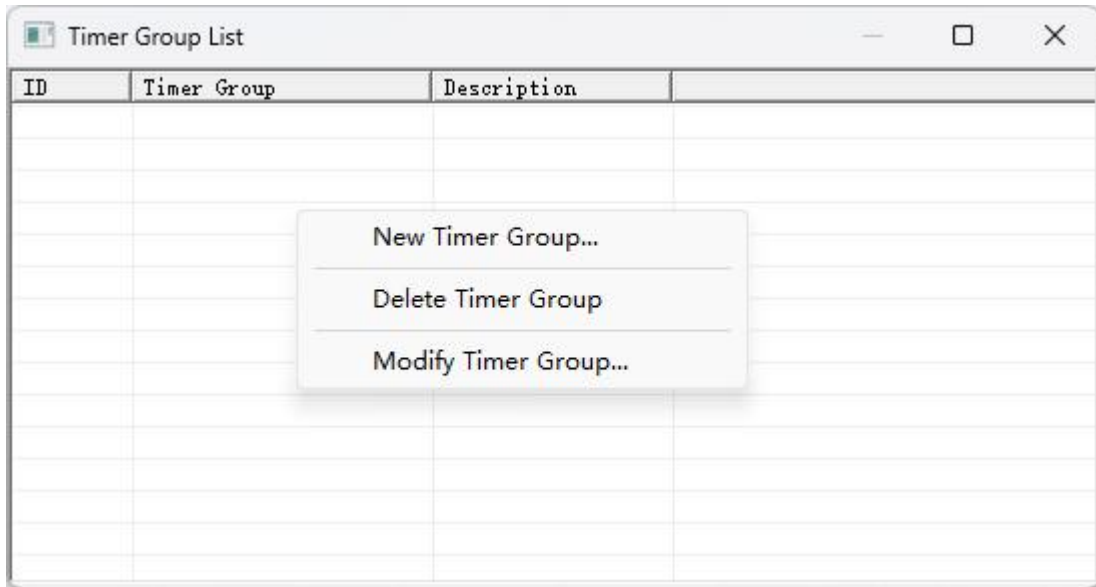 Timer Group List
ID Timer Group Description
New Timer Group...
Delete Timer Group
Modify Timer Group...